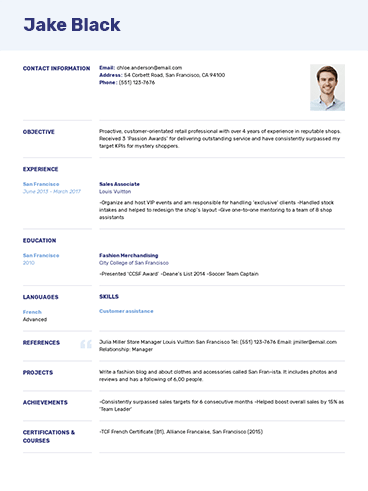 Jake Black
CONTACT INFORMATION
Email: chloe anderson@email.com
Address: 54 Corbett Road, San Francisco, CA 94100
Phone: (551) 123-7676
OBJECTIVE
Proactive, customer-orientated retail professional with over 4 years of experience in reputable shops.
Received 3 'Passion Awards' for delivering outstanding service and have consistently surpassed my
target KPIs for mystery shoppers.
EXPERIENCE
San Francisco
June 2013 - March 2017
Sales Associate
Louis Vuitton
-Organize and host VIP events and am responsible for handling 'exclusive' clients -Handled stock
intakes and helped to redesign the shop's layout -Give one-to-one mentoring to a team of 8 shop
assistants
EDUCATION
San Francisco
2010
Fashion Merchandising
City College of San Francisco
-Presented 'CCSF Award' -Deane's List 2014 -Soccer Team Captain
LANGUAGES
French
Advanced
SKILLS
Customer assistance
REFERENCES
Julia Miller Store Manager Louis Vuitton San Francisco Tel: (551) 123-7676 Email: jmiller@email.com
Relationship: Manager
PROJECTS
Write a fashion blog and about clothes and accessories called San Fran-ista. It includes photos and
reviews and has a following of 6,00 people.
ACHIEVEMENTS
-Consistently surpassed sales targets for 6 consecutive months -Helped boost overall sales by 15% as
'Team Leader'
CERTIFICATIONS &
COURSES
-TCF French Certificate (B1), Alliance Francaise, San Francisco (2015)